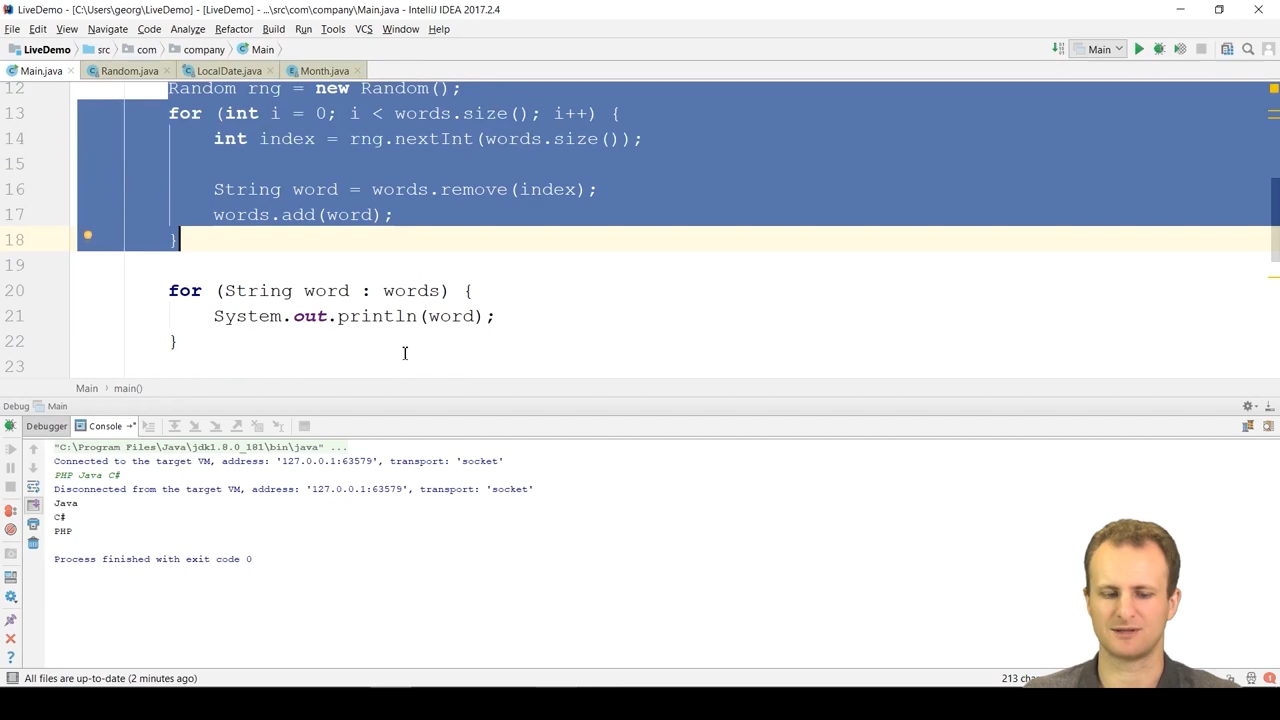 LiveDemo - [C:\Users\georg\LiveDemo] - [LiveDemo] - ...\src\com\company\Main.java - IntelliJ IDEA 2017.2.4
File Edit View Navigate Code Analyze Refactor Build Run Tools VCS Window Help
LiveDemo src com company Main Main
Main.java Random.java LocalDate.java Month.java
12 Random rng = new Random();
13 for (int i = 0; i < words.size(); i++) {
14 int index = rng.nextInt(words.size());
15
16 String word = words.remove(index);
17 words.add(word);
18 }
19
20 for (String word : words) {
21 System.out.println(word);
22 }
23
Main main()
Debug Main
Debugger Console
"C:\Program Files\Java\jdk1.8.0_181\bin\java" ...
Connected to the target VM, address: '127.0.0.1:63579', transport: 'socket'
PHP Java C#
Disconnected from the target VM, address: '127.0.0.1:63579', transport: 'socket'
Java
C#
PHP
Process finished with exit code 0
All files are up-to-date (2 minutes ago) 213